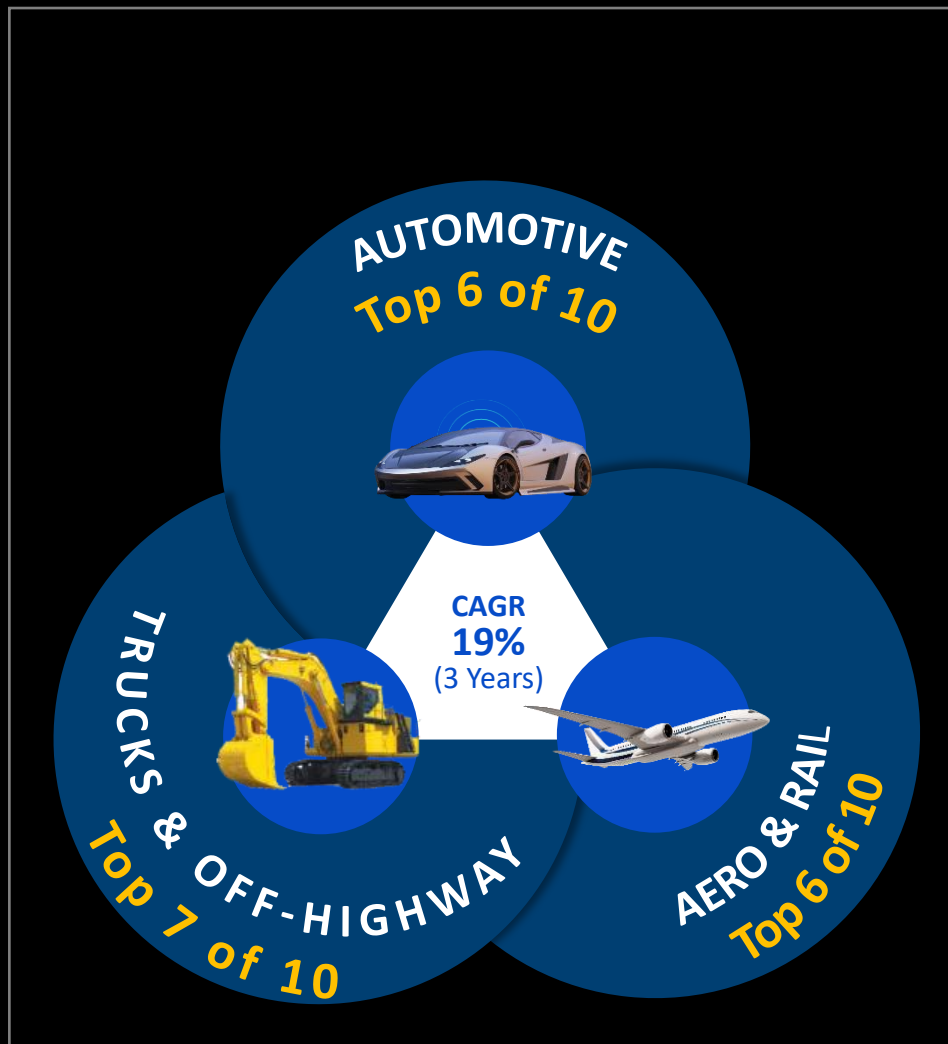 AUTOMOTIVE
Top 6 of 10
CAGR
19%
(3 Years)
TRUCKS & OFF-HIGHWAY
Top 7 of 10
AERO & RAIL
Top 6 of 10